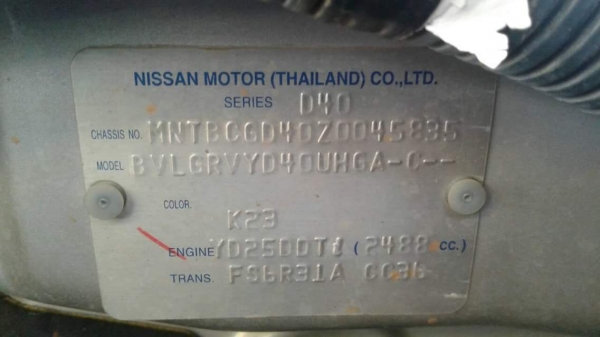 NISSAN MOTOR (THAILAND) CO.,LTD.
SERIES D40
CHASSIS NO. MNTBCGD40Z0045835
MODEL BVLGRVYD40UHGA-C--
COLOR.
K23
ENGINE YD25DDTi (2488 CC.)
TRANS. FS6R31A CC36